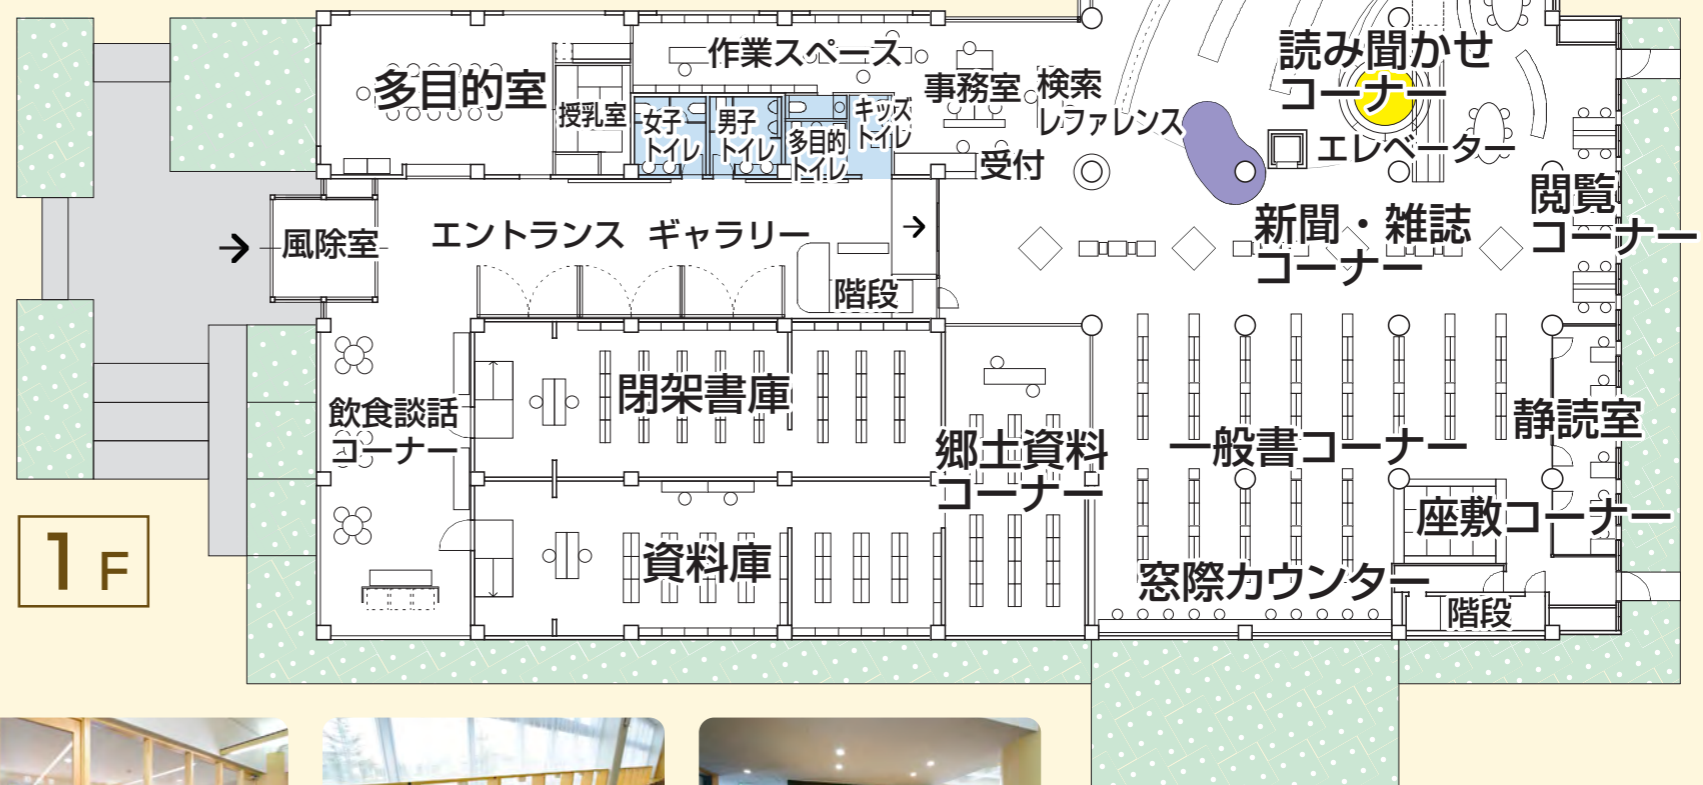 読み聞かせ
コーナー
作業スペース
多目的室
事務室
検索
レファレンス
授乳室
女子
トイレ
男子
トイレ
多目的
トイレ
キッズ
トイレ
受付
エレベーター
閲覧
コーナー
風除室
エントランス ギャラリー
新聞・雑誌
コーナー
階段
飲食談話
コーナー
閉架書庫
郷土資料
コーナー
一般書コーナー
静読室
座敷コーナー
資料庫
窓際カウンター
階段
1F